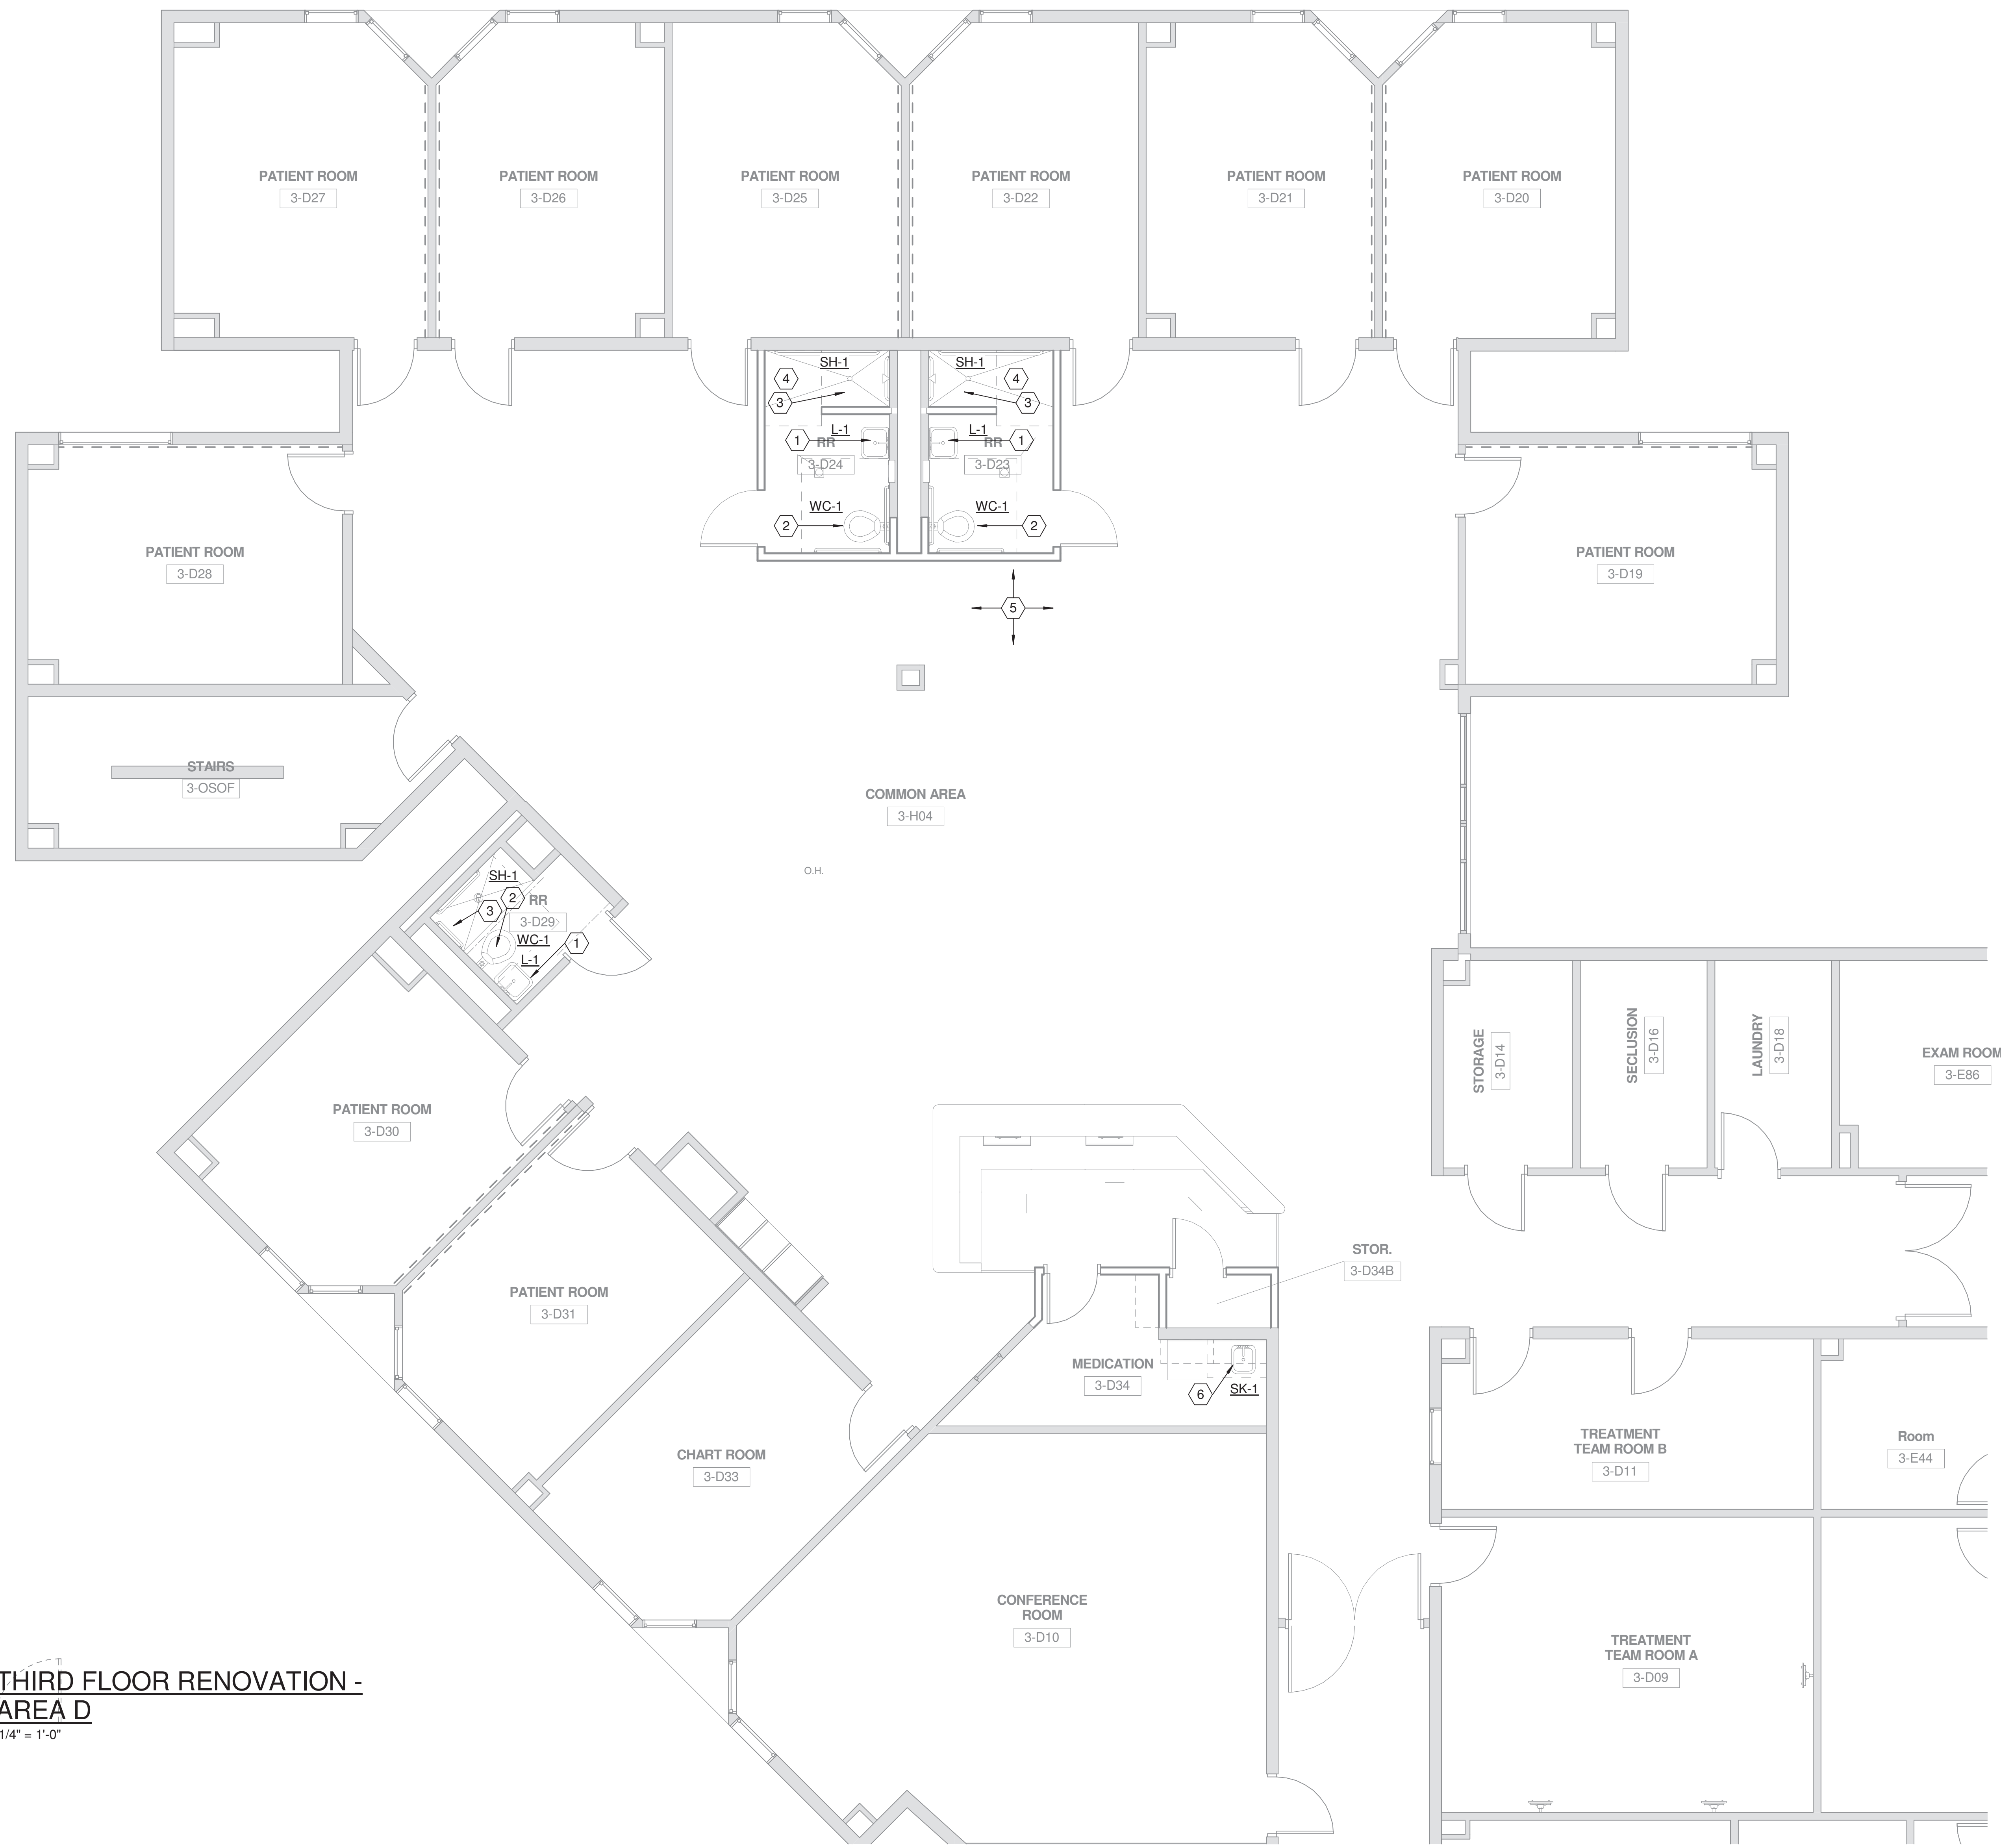 PATIENT ROOM
3-D27
PATIENT ROOM
3-D26
PATIENT ROOM
3-D25
PATIENT ROOM
3-D22
PATIENT ROOM
3-D21
PATIENT ROOM
3-D20
SH-1
4
3
L-1
1
RR
3-D24
WC-1
2
SH-1
4
3
L-1
1
RR
3-D23
WC-1
2
5
PATIENT ROOM
3-D28
PATIENT ROOM
3-D19
STAIRS
3-OSOF
COMMON AREA
3-H04
O.H.
SH-1
2
3
RR
3-D29
WC-1
1
L-1
STORAGE
3-D14
SECLUSION
3-D16
LAUNDRY
3-D18
EXAM ROOM
3-E86
PATIENT ROOM
3-D30
PATIENT ROOM
3-D31
STOR.
3-D34B
MEDICATION
3-D34
6
SK-1
CHART ROOM
3-D33
TREATMENT
TEAM ROOM B
3-D11
Room
3-E44
CONFERENCE
ROOM
3-D10
TREATMENT
TEAM ROOM A
3-D09
THIRD FLOOR RENOVATION -
AREA D
1/4" = 1'-0"